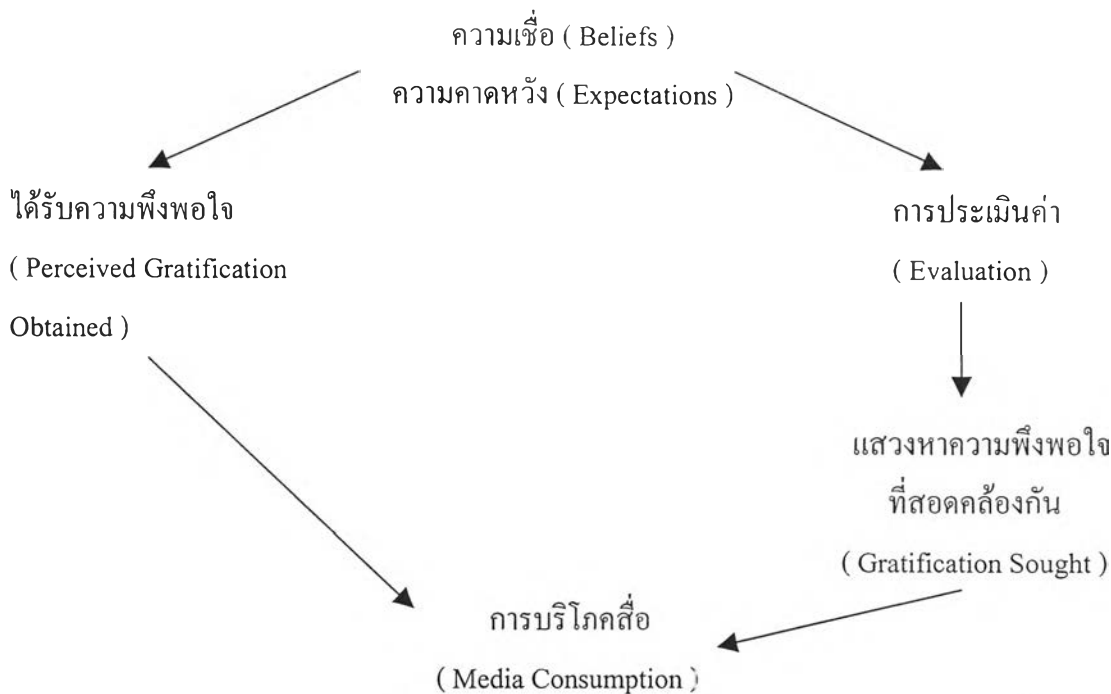 ความเชื่อ ( Beliefs )
ความคาดหวัง ( Expectations )
ได้รับความพึงพอใจ
( Perceived Gratification
Obtained )
การประเมินค่า
( Evaluation )
แสวงหาความพึงพอใจ
ที่สอดคล้องกัน
( Gratification Sought )
การบริโภคสื่อ
( Media Consumption )